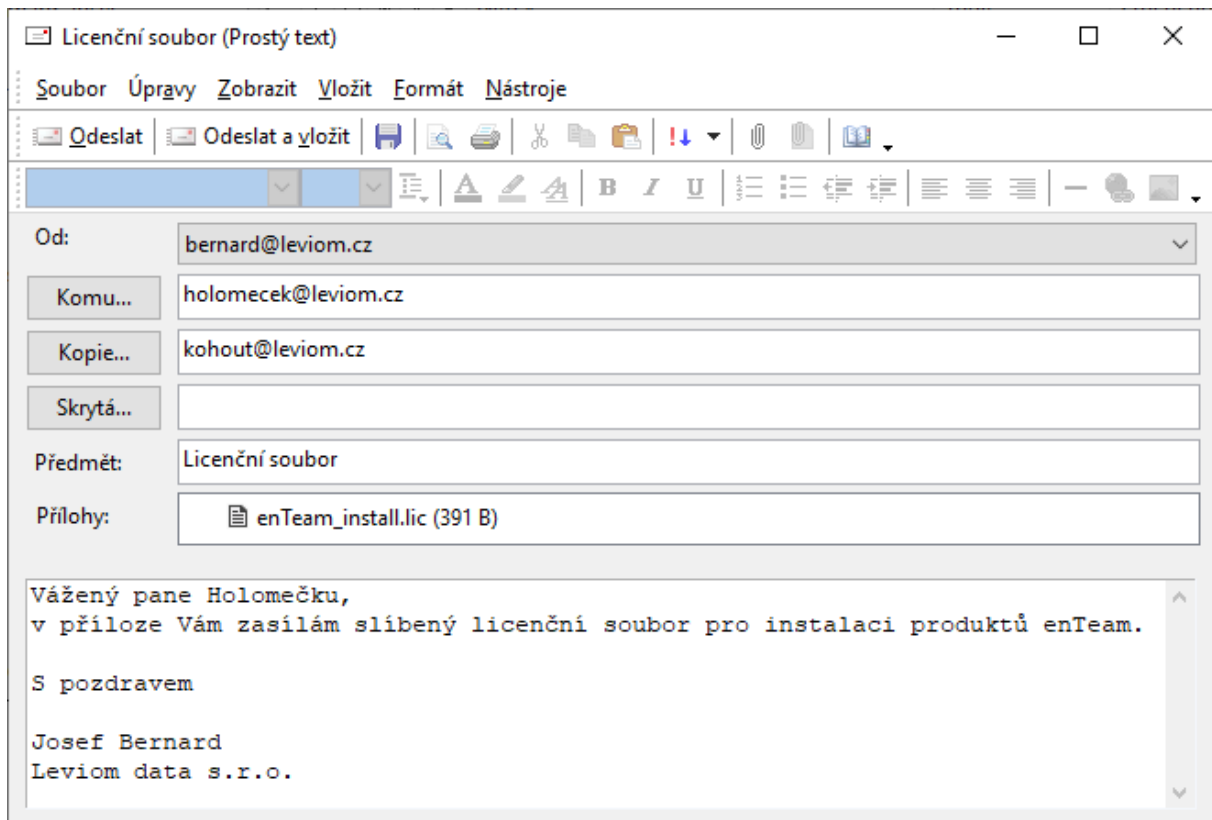 Licenční soubor (Prostý text)
Soubor Úpravy Zobrazit Vložit Formát Nástroje
Odeslat Odeslat a vložit
B I U
Od: bernard@leviom.cz
Komu... holomecek@leviom.cz
Kopie... kohout@leviom.cz
Skrytá...
Předmět: Licenční soubor
Přílohy: enTeam_install.lic (391 B)
Vážený pane Holomečku,
v příloze Vám zasílám slíbený licenční soubor pro instalaci produktů enTeam.
S pozdravem
Josef Bernard
Leviom data s.r.o.